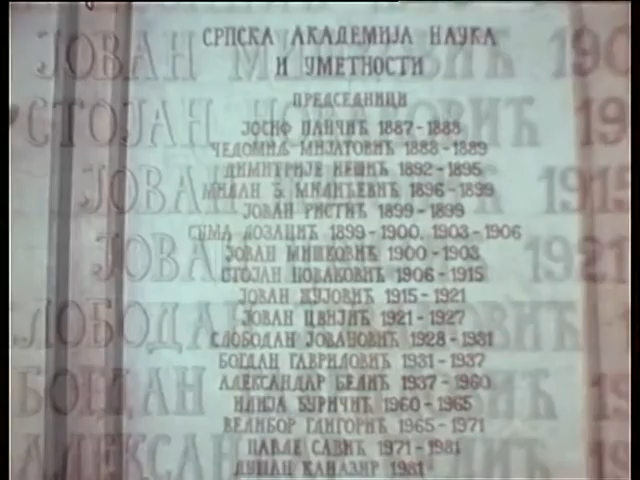 СРПСКА АКАДЕМИЈА НАУКА
И УМЕТНОСТИ
ПРЕДСЕДНИЦИ
ЈОСИФ ПАНЧИЋ 1887-1888
ЧЕДОМИЉ МИЈАТОВИЋ 1888-1889
ДИМИТРИЈЕ НЕШИЋ 1892-1895
МИЛАН Ђ. МИЛИЋЕВИЋ 1896-1899
ЈОВАН РИСТИЋ 1899-1899
СИМА ЛОЗАНИЋ 1899-1900, 1903-1906
ЈОВАН МИШКОВИЋ 1900-1903
СТОЈАН НОВАКОВИЋ 1906-1915
ЈОВАН ЖУЈОВИЋ 1915-1921
ЈОВАН ЦВИЈИЋ 1921-1927
СЛОБОДАН ЈОВАНОВИЋ 1928-1931
БОГДАН ГАВРИЛОВИЋ 1931-1937
АЛЕКСАНДАР БЕЛИЋ 1937-1960
ИЛИЈА ЂУРИЧИЋ 1960-1965
ВЕЛИБОР ГЛИГОРИЋ 1965-1971
ПАВЛЕ САВИЋ 1971-1981
ДУШАН КАНАЗИР 1981